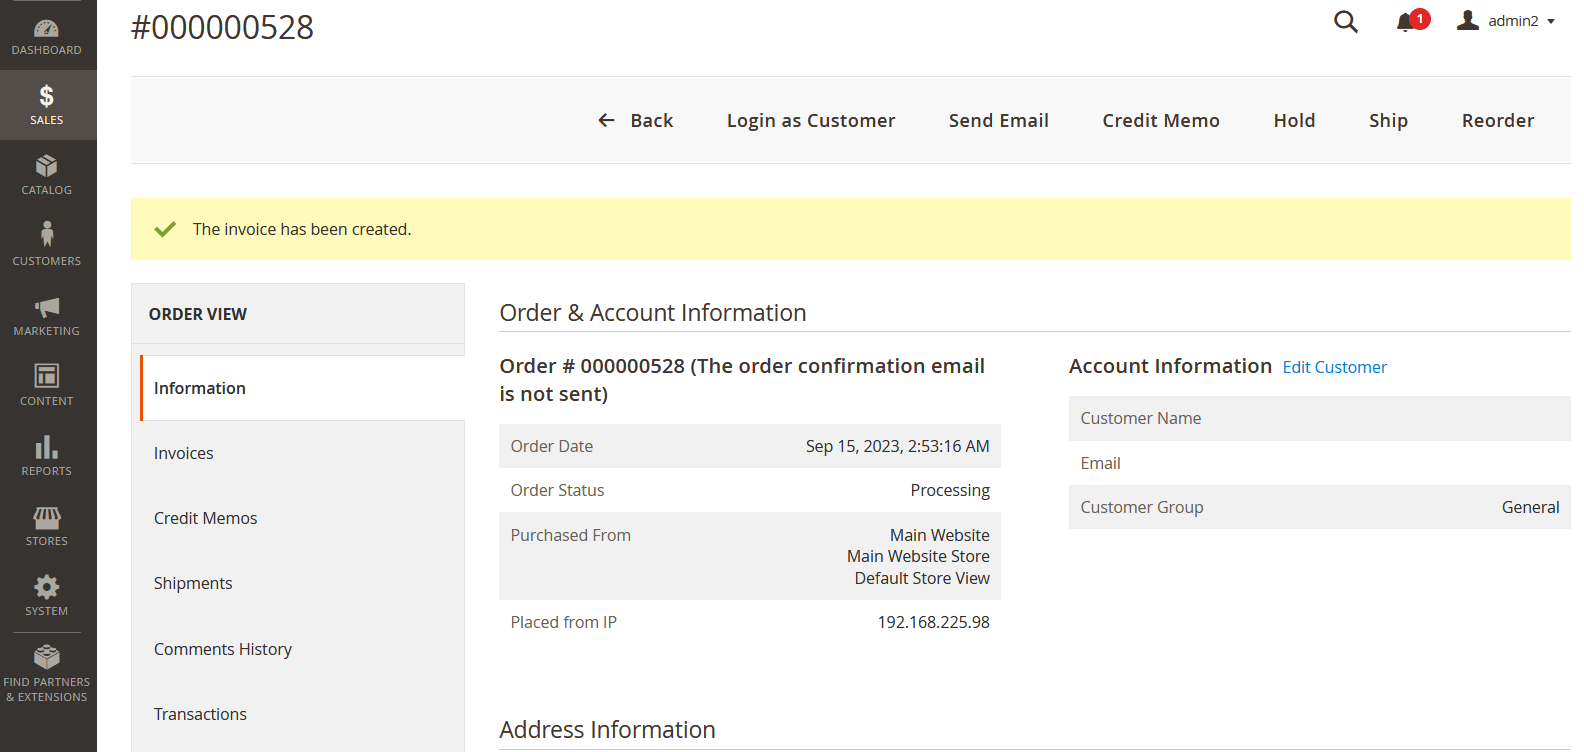 #000000528
1
admin2
DASHBOARD
SALES
CATALOG
CUSTOMERS
MARKETING
CONTENT
REPORTS
STORES
SYSTEM
FIND PARTNERS
& EXTENSIONS
Back
Login as Customer
Send Email
Credit Memo
Hold
Ship
Reorder
The invoice has been created.
ORDER VIEW
Information
Invoices
Credit Memos
Shipments
Comments History
Transactions
Order & Account Information
Order # 000000528 (The order confirmation email
is not sent)
Order Date Sep 15, 2023, 2:53:16 AM
Order Status Processing
Purchased From Main Website
Main Website Store
Default Store View
Placed from IP 192.168.225.98
Account Information Edit Customer
Customer Name
Email
Customer Group General
Address Information